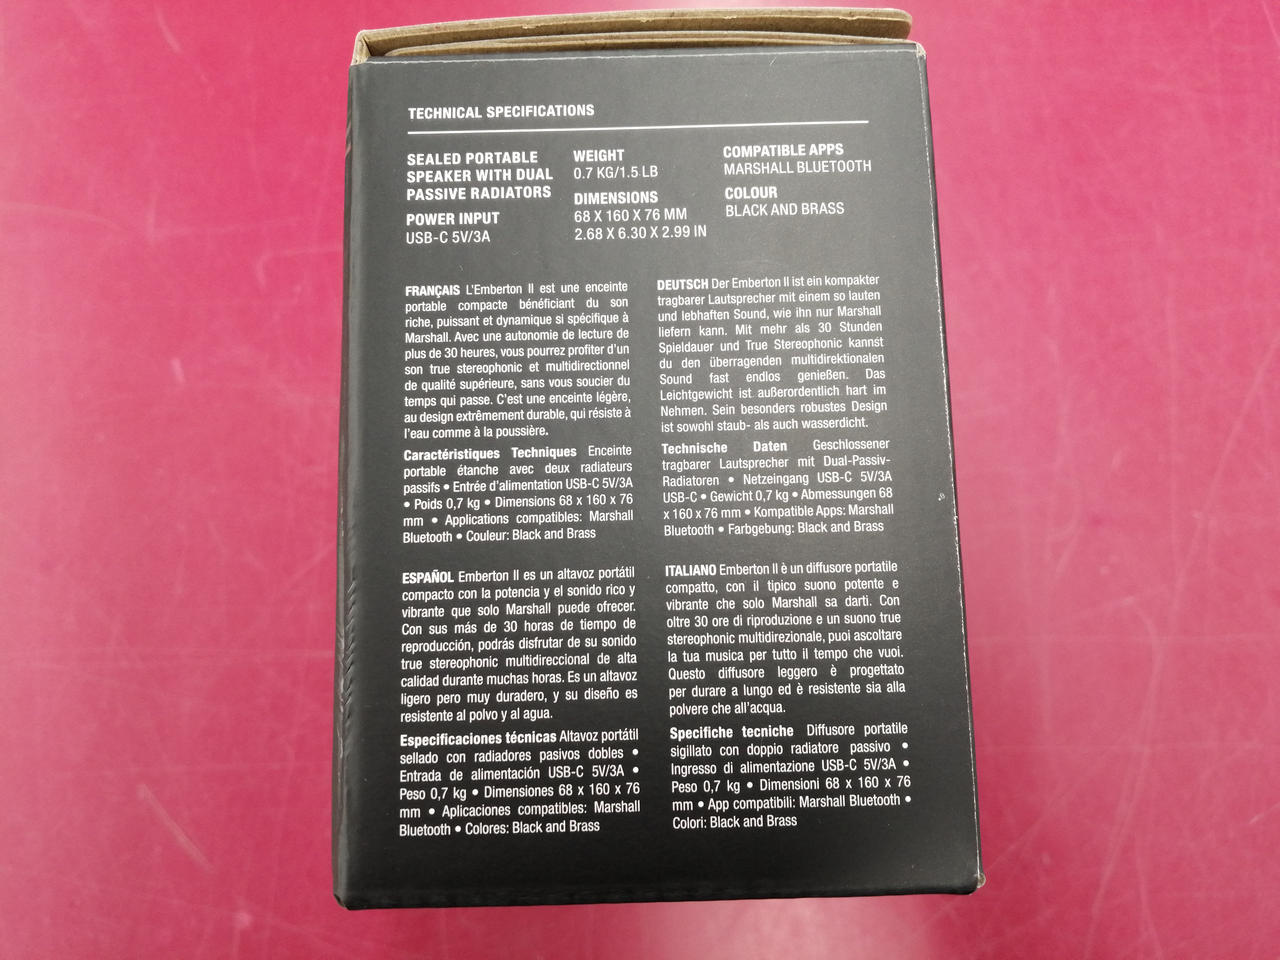 TECHNICAL SPECIFICATIONS
SEALED PORTABLE
SPEAKER WITH DUAL
PASSIVE RADIATORS
POWER INPUT
USB-C 5V/3A
WEIGHT
0.7 KG/1.5 LB
DIMENSIONS
68 X 160 X 76 MM
2.68 X 6.30 X 2.99 IN
COMPATIBLE APPS
MARSHALL BLUETOOTH
COLOUR
BLACK AND BRASS
FRANÇAIS L'Emberton II est une enceinte
portable compacte bénéficiant du son
riche, puissant et dynamique si spécifique à
Marshall. Avec une autonomie de lecture de
plus de 30 heures, vous pourrez profiter d'un
son true stereophonic et multidirectionnel
de qualité supérieure, sans vous soucier du
temps qui passe. C'est une enceinte légère,
au design extrêmement durable, qui résiste à
l'eau comme à la poussière.
Caractéristiques Techniques Enceinte
portable étanche avec deux radiateurs
passifs • Entrée d'alimentation USB-C 5V/3A
• Poids 0,7 kg • Dimensions 68 x 160 x 76
mm • Applications compatibles: Marshall
Bluetooth • Couleur: Black and Brass
DEUTSCH Der Emberton II ist ein kompakter
tragbarer Lautsprecher mit einem so lauten
und lebhaften Sound, wie ihn nur Marshall
liefern kann. Mit mehr als 30 Stunden
Spieldauer und True Stereophonic kannst
du den überragenden multidirektionalen
Sound fast endlos genießen. Das
Leichtgewicht ist außerordentlich hart im
Nehmen. Sein besonders robustes Design
ist sowohl staub- als auch wasserdicht.
Technische Daten Geschlossener
tragbarer Lautsprecher mit Dual-Passiv-
Radiatoren • Netzeingang USB-C 5V/3A
USB-C • Gewicht 0,7 kg • Abmessungen 68
x 160 x 76 mm • Kompatible Apps: Marshall
Bluetooth • Farbgebung: Black and Brass
ESPAÑOL Emberton II es un altavoz portátil
compacto con la potencia y el sonido rico y
vibrante que solo Marshall puede ofrecer.
Con sus más de 30 horas de tiempo de
reproducción, podrás disfrutar de su sonido
true stereophonic multidireccional de alta
calidad durante muchas horas. Es un altavoz
ligero pero muy duradero, y su diseño es
resistente al polvo y al agua.
Especificaciones técnicas Altavoz portátil
sellado con radiadores pasivos dobles •
Entrada de alimentación USB-C 5V/3A •
Peso 0,7 kg • Dimensiones 68 x 160 x 76
mm • Aplicaciones compatibles: Marshall
Bluetooth • Colores: Black and Brass
ITALIANO Emberton II è un diffusore portatile
compatto, con il tipico suono potente e
vibrante che solo Marshall sa darti. Con
oltre 30 ore di riproduzione e un suono true
stereophonic multidirezionale, puoi ascoltare
la tua musica per tutto il tempo che vuoi.
Questo diffusore leggero è progettato
per durare a lungo ed è resistente sia alla
polvere che all'acqua.
Specifiche tecniche Diffusore portatile
sigillato con doppio radiatore passivo •
Ingresso di alimentazione USB-C 5V/3A •
Peso 0,7 kg • Dimensioni 68 x 160 x 76
mm • App compatibili: Marshall Bluetooth •
Colori: Black and Brass